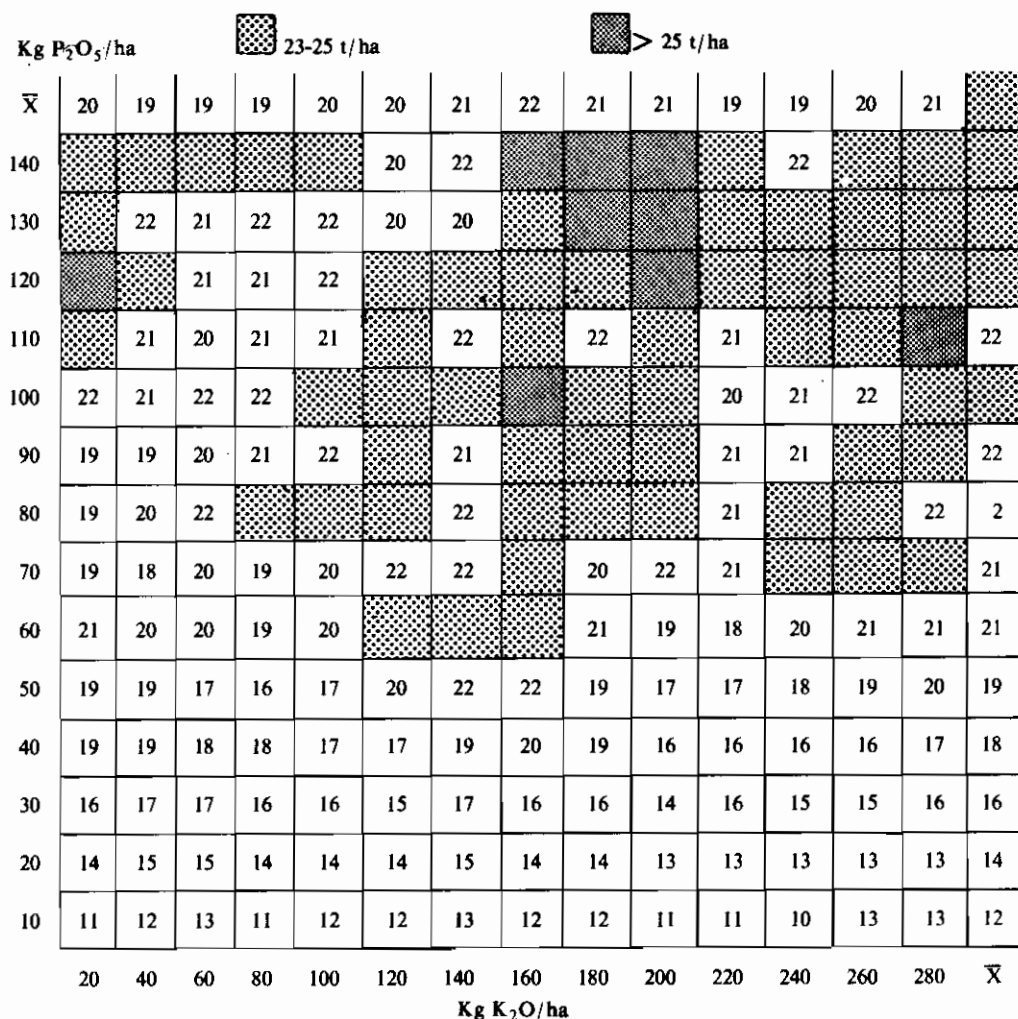 Kg P2O5/ha 23-25 t/ha > 25 t/ha
X̄ 20 19 19 19 20 20 21 22 21 21 19 19 20 21
140 20 22 22
130 22 21 22 22 20 20
120 21 21 22
110 21 20 21 21 22 22 21 22
100 22 21 22 22 20 21 22
90 19 19 20 21 22 21 21 21 22
80 19 20 22 22 21 22 2
70 19 18 20 19 20 22 22 20 22 21 21
60 21 20 20 19 20 21 19 18 20 21 21 21
50 19 19 17 16 17 20 22 22 19 17 17 18 19 20 19
40 19 19 18 18 17 17 19 20 19 16 16 16 16 17 18
30 16 17 17 16 16 15 17 16 16 14 16 15 15 16 16
20 14 15 15 14 14 14 15 14 14 13 13 13 13 13 14
10 11 12 13 11 12 12 13 12 12 11 11 10 13 13 12
20 40 60 80 100 120 140 160 180 200 220 240 260 280 X̄
Kg K2O/ha